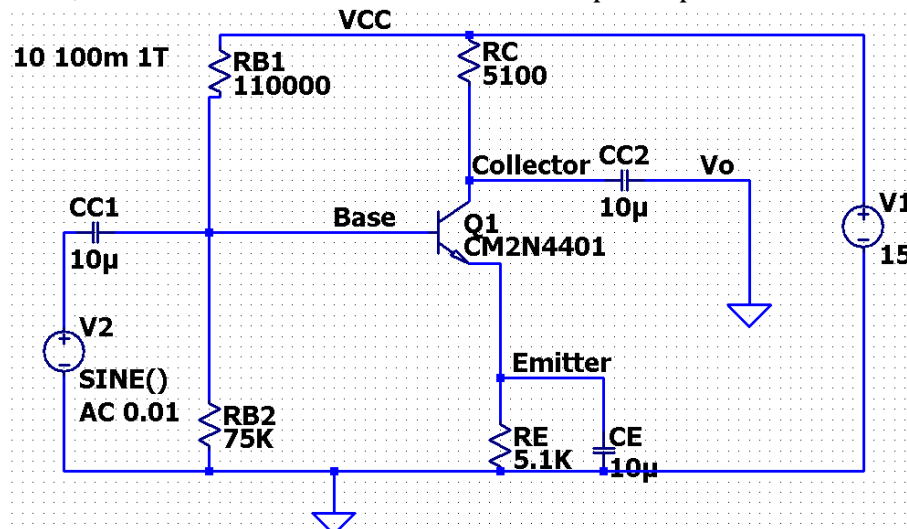 VCC
10 100m 1T
RB1
110000
RC
5100
Collector
CC2
10µ
Vo
V1
15
CC1
10µ
Base
Q1
CM2N4401
V2
SINE()
AC 0.01
Emitter
RB2
75K
RE
5.1K
CE
10µ